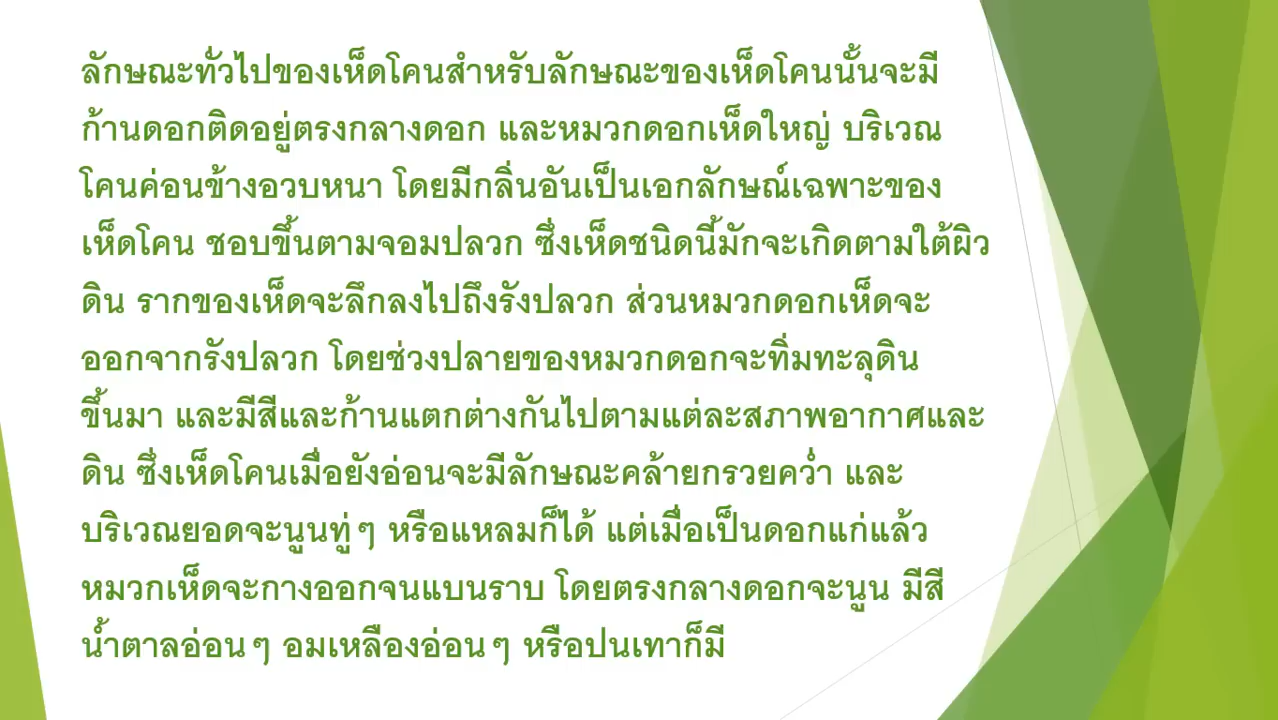 ลักษณะทั่วไปของเห็ดโคนสำหรับลักษณะของเห็ดโคนนั้นจะมี
ก้านดอกติดอยู่ตรงกลางดอก และหมวกดอกเห็ดใหญ่ บริเวณ
โคนค่อนข้างอวบหนา โดยมีกลิ่นอันเป็นเอกลักษณ์เฉพาะของ
เห็ดโคน ชอบขึ้นตามจอมปลวก ซึ่งเห็ดชนิดนี้มักจะเกิดตามใต้ผิว
ดิน รากของเห็ดจะลึกลงไปถึงรังปลวก ส่วนหมวกดอกเห็ดจะ
ออกจากรังปลวก โดยช่วงปลายของหมวกดอกจะทิ่มทะลุดิน
ขึ้นมา และมีสีและก้านแตกต่างกันไปตามแต่ละสภาพอากาศและ
ดิน ซึ่งเห็ดโคนเมื่อยังอ่อนจะมีลักษณะคล้ายกรวยคว่ำ และ
บริเวณยอดจะนูนทู่ๆ หรือแหลมก็ได้ แต่เมื่อเป็นดอกแก่แล้ว
หมวกเห็ดจะกางออกจนแบนราบ โดยตรงกลางดอกจะนูน มีสี
น้ำตาลอ่อนๆ อมเหลืองอ่อนๆ หรือปนเทาก็มี